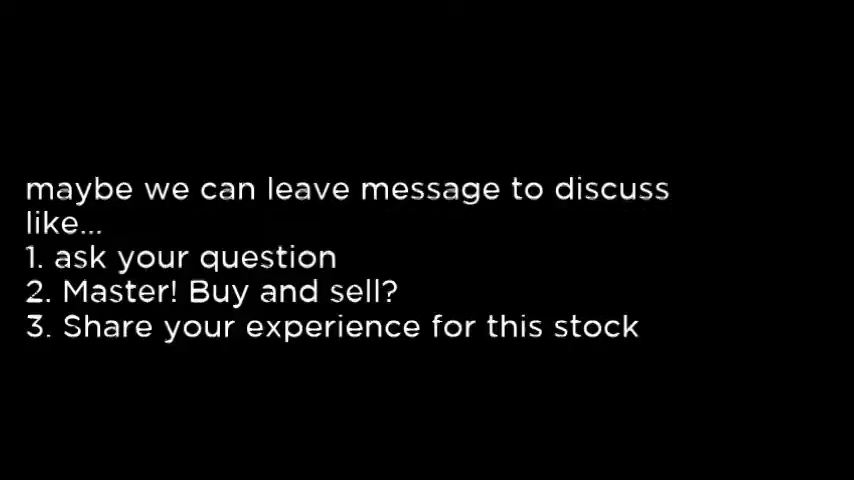 maybe we can leave message to discuss
like...
1. ask your question
2. Master! Buy and sell?
3. Share your experience for this stock